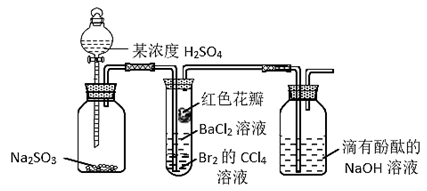 某浓度 H₂SO₄
红色花瓣
BaCl₂ 溶液
Br₂ 的 CCl₄
溶液
Na₂SO₃
滴有酚酞的
NaOH 溶液